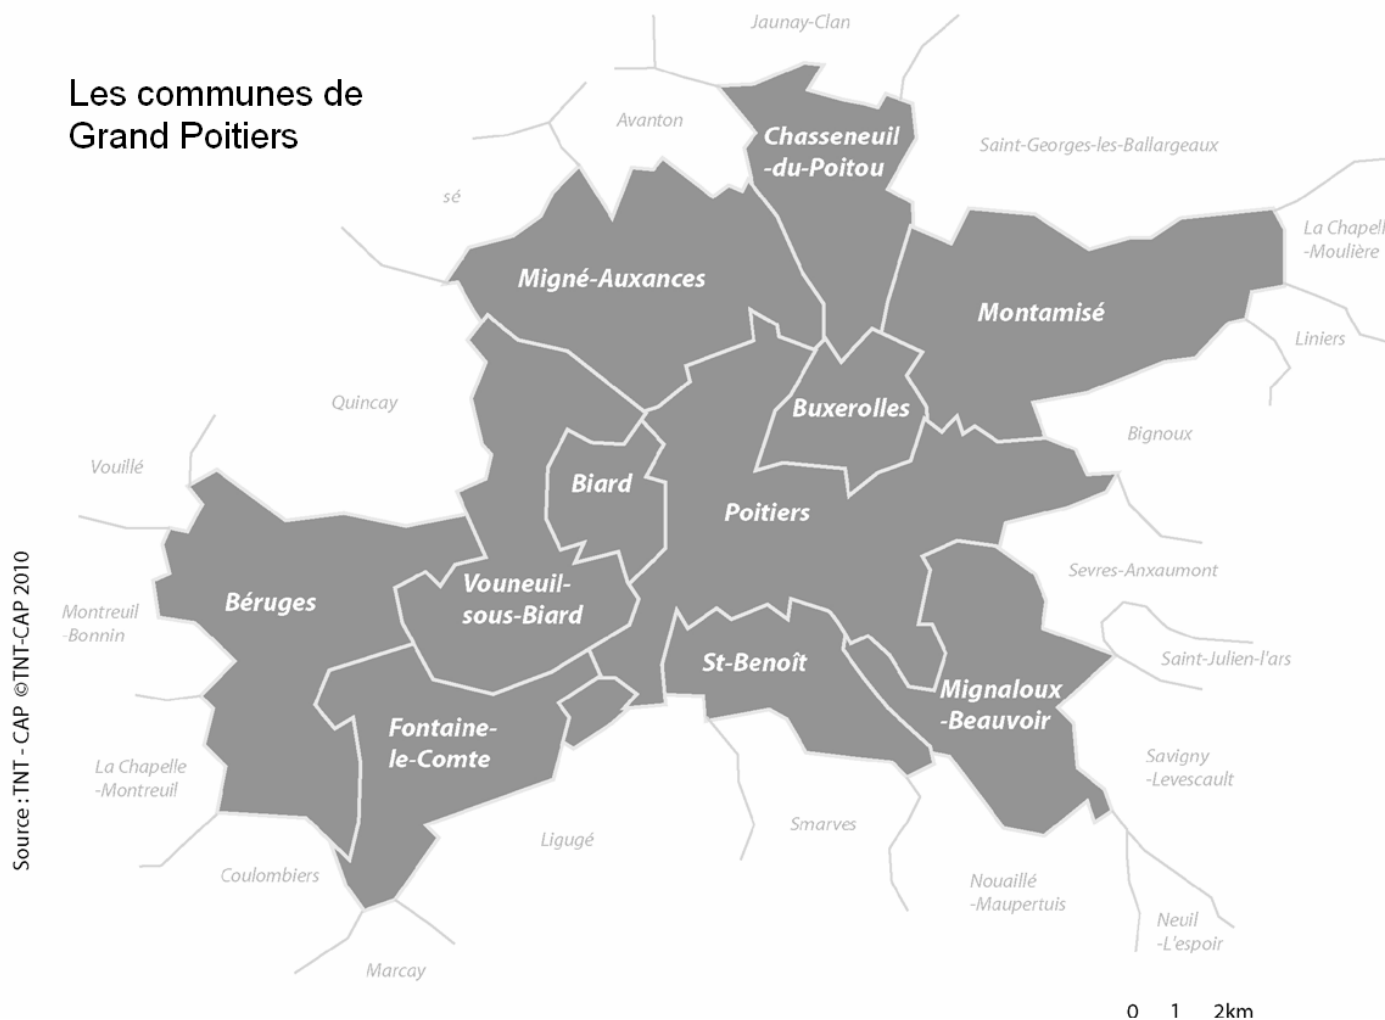 Les communes de
Grand Poitiers
Jaunay-Clan
Avanton
Chasseneuil
-du-Poitou
Saint-Georges-les-Ballargeaux
sé
La Chapell
-Moulière
Migné-Auxances
Montamisé
Liniers
Quincay
Buxerolles
Bignoux
Vouillé
Biard
Poitiers
Sevres-Anxaumont
Vouneuil-
sous-Biard
Béruges
Montreuil
-Bonnin
St-Benoît
Saint-Julien-l'ars
Mignaloux
-Beauvoir
Fontaine-
le-Comte
Savigny
-Levescault
La Chapelle
-Montreuil
Smarves
Ligugé
Coulombiers
Nouaillé
-Maupertuis
Neuil
-L'espoir
Marcay
0 1 2km
Source : TNT - CAP ©TNT-CAP 2010